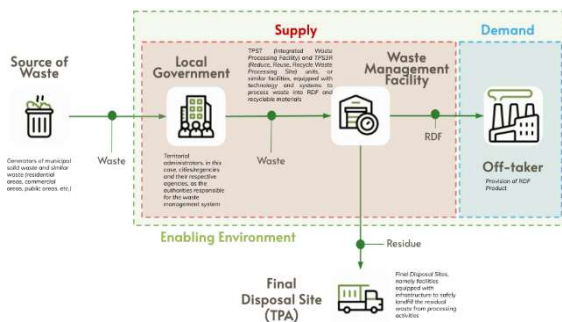 Supply
Demand
Source of
Waste
Generators of municipal
solid waste and similar
waste (residential
areas, commercial
areas, public areas, etc.)
Waste
Local
Government
Territorial
administrators, in this
case, cities/regencies
and their respective
agencies, as the
authorities responsible
for the waste
management system
TPST (Integrated Waste
Processing Facility) and TPS3R
(Reduce, Reuse, Recycle Waste
Processing Site) units, or
similar facilities, equipped with
technology and systems to
process waste into RDF and
recyclable materials
Waste
Waste
Management
Facility
RDF
Off-taker
Provision of RDF
Product
Enabling Environment
Residue
Final
Disposal Site
(TPA)
Final Disposal Sites,
namely facilities
equipped with
infrastructure to safely
landfill the residual
waste from processing
activities